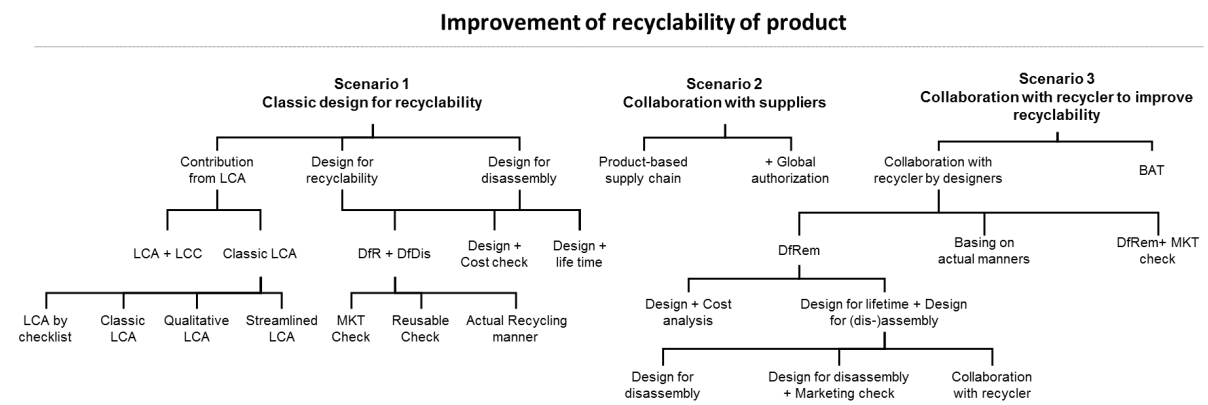 Improvement of recyclability of product
Scenario 1
Classic design for recyclability
Scenario 2
Collaboration with suppliers
Scenario 3
Collaboration with recycler to improve
recyclability
Contribution
from LCA
Design for
recyclability
Design for
disassembly
Product-based
supply chain
+ Global
authorization
Collaboration with
recycler by designers
BAT
LCA + LCC
Classic LCA
DfR + DfDis
Design +
Cost check
Design +
life time
DfRem
Basing on
actual manners
DfRem+ MKT
check
LCA by
checklist
Classic
LCA
Qualitative
LCA
Streamlined
LCA
MKT
Check
Reusable
Check
Actual Recycling
manner
Design + Cost
analysis
Design for lifetime + Design
for (dis-)assembly
Design for
disassembly
Design for disassembly
+ Marketing check
Collaboration
with recycler